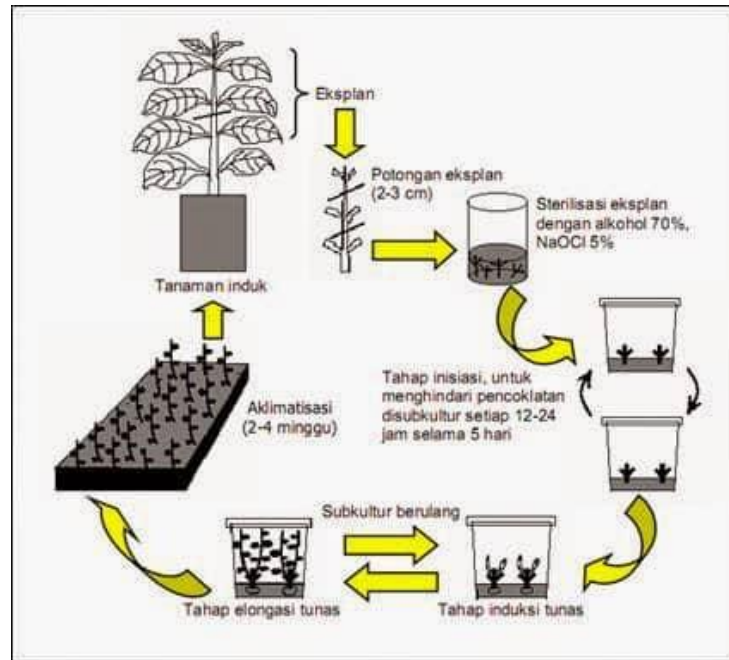 Eksplan
Potongan eksplan
(2-3 cm)
Sterilisasi eksplan
dengan alkohol 70%,
NaOCl 5%
Tanaman induk
Tahap inisiasi, untuk
menghindari pencoklatan
disubkultur setiap 12-24
jam selama 5 hari
Aklimatisasi
(2-4 minggu)
Subkultur berulang
Tahap elongasi tunas
Tahap induksi tunas